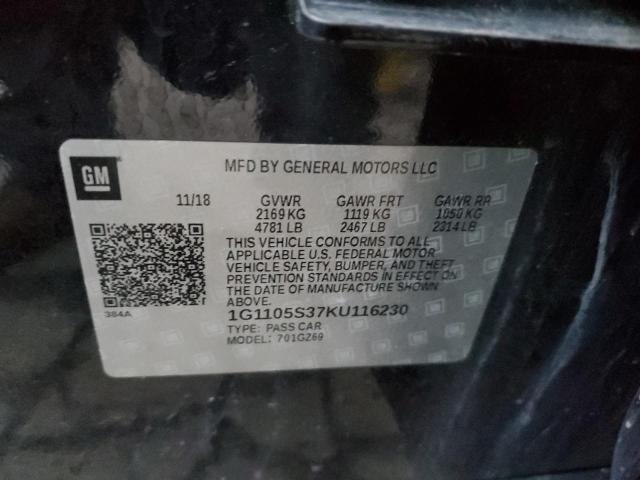 GM
MFD BY GENERAL MOTORS LLC
11/18 GVWR GAWR FRT GAWR RR
2169 KG 1119 KG 1050 KG
4781 LB 2467 LB 2314 LB
THIS VEHICLE CONFORMS TO ALL
APPLICABLE U.S. FEDERAL MOTOR
VEHICLE SAFETY, BUMPER, AND THEFT
PREVENTION STANDARDS IN EFFECT ON
THE DATE OF MANUFACTURE SHOWN
ABOVE.
384A
1G1105S37KU116230
TYPE: PASS CAR
MODEL: 701GZ69